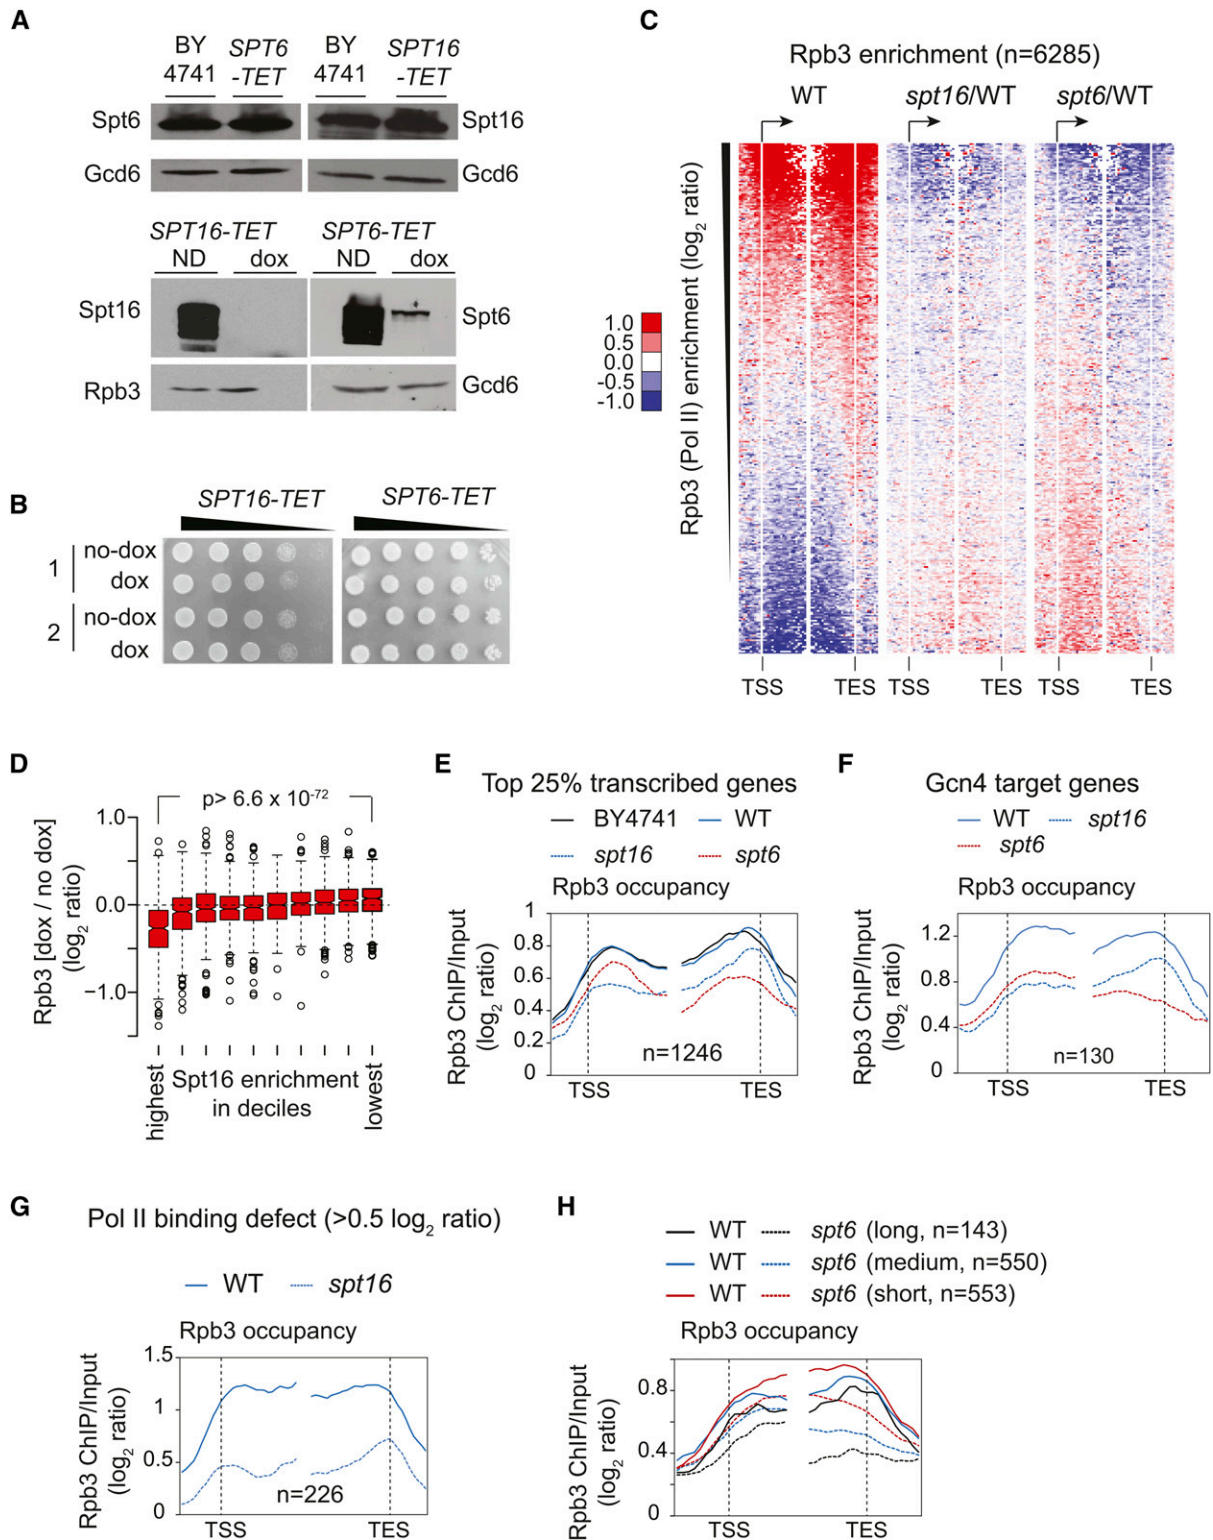 A
BY
4741
SPT6
-TET
BY
4741
SPT16
-TET
Spt6
Spt16
Gcd6
Gcd6
SPT16-TET
SPT6-TET
ND
dox
ND
dox
Spt16
Spt6
Rpb3
Gcd6
B
SPT16-TET
SPT6-TET
1
no-dox
dox
2
no-dox
dox
C
Rpb3 enrichment (n=6285)
WT
spt16/WT
spt6/WT
Rpb3 (Pol II) enrichment (log2 ratio)
1.0
0.5
0.0
-0.5
-1.0
TSS
TES
TSS
TES
TSS
TES
D
p> 6.6 x 10-72
Rpb3 [dox / no dox]
(log2 ratio)
1.0
0.0
−1.0
highest
Spt16 enrichment
in deciles
lowest
E
Top 25% transcribed genes
BY4741
WT
spt16
spt6
Rpb3 occupancy
Rpb3 ChIP/Input
(log2 ratio)
1
0.8
0.6
0.4
0.2
0
n=1246
TSS
TES
F
Gcn4 target genes
WT
spt16
spt6
Rpb3 occupancy
Rpb3 ChIP/Input
(log2 ratio)
1.2
0.8
0.4
0
n=130
TSS
TES
G
Pol II binding defect (>0.5 log2 ratio)
WT
spt16
Rpb3 occupancy
Rpb3 ChIP/Input
(log2 ratio)
1.5
1
0.5
0
n=226
TSS
TES
H
WT
spt6 (long, n=143)
WT
spt6 (medium, n=550)
WT
spt6 (short, n=553)
Rpb3 occupancy
Rpb3 ChIP/Input
(log2 ratio)
0.8
0.4
0
TSS
TES